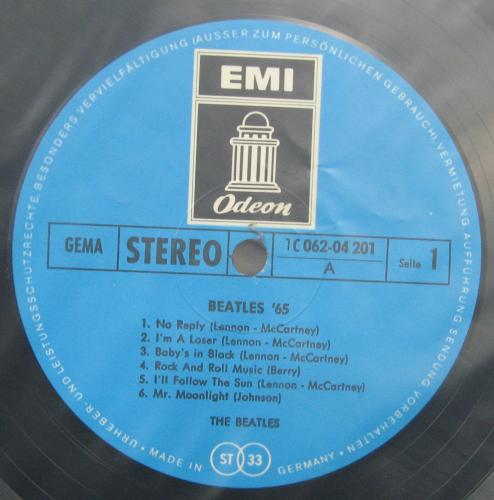 URHEBER- UND LEISTUNGSSCHUTZRECHTE, BESONDERS VERVIELFÄLTIGUNG (AUSSER ZUM PERSÖNLICHEN GEBRAUCH) VERMIETUNG AUFFÜHRUNG SENDUNG VORBEHALTEN
EMI
Odeon
GEMA
STEREO
1C 062-04 201
A
Seite 1
BEATLES '65
1. No Reply (Lennon - McCartney)
2. I'm A Loser (Lennon - McCartney)
3. Baby's in Black (Lennon - McCartney)
4. Rock And Roll Music (Berry)
5. I'll Follow The Sun (Lennon - McCartney)
6. Mr. Moonlight (Johnson)
THE BEATLES
MADE IN GERMANY
ST 33